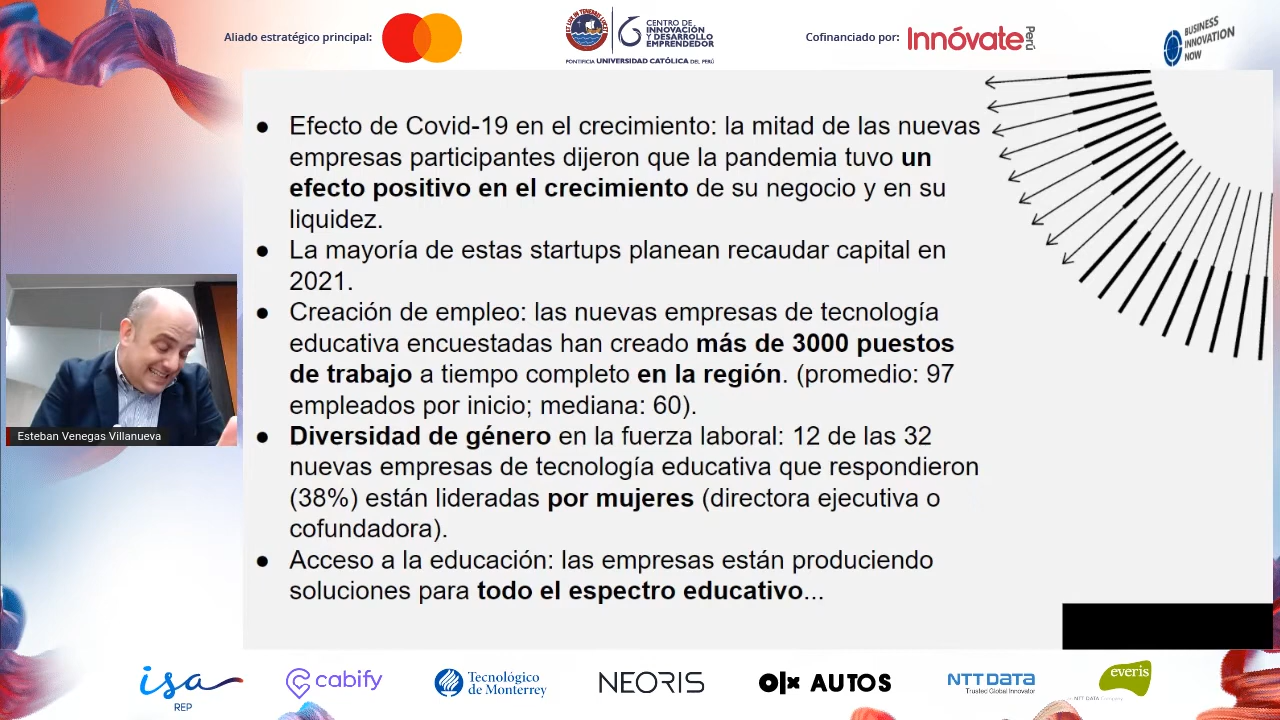 Aliado estratégico principal:
CENTRO DE
INNOVACIÓN
Y DESARROLLO
EMPRENDEDOR
PONTIFICIA UNIVERSIDAD CATÓLICA DEL PERÚ
Cofinanciado por:
Innóvate Perú
BUSINESS
INNOVATION
NOW
● Efecto de Covid-19 en el crecimiento: la mitad de las nuevas
empresas participantes dijeron que la pandemia tuvo un
efecto positivo en el crecimiento de su negocio y en su
liquidez.
● La mayoría de estas startups planean recaudar capital en
2021.
● Creación de empleo: las nuevas empresas de tecnología
educativa encuestadas han creado más de 3000 puestos
de trabajo a tiempo completo en la región. (promedio: 97
empleados por inicio; mediana: 60).
● Diversidad de género en la fuerza laboral: 12 de las 32
nuevas empresas de tecnología educativa que respondieron
(38%) están lideradas por mujeres (directora ejecutiva o
cofundadora).
● Acceso a la educación: las empresas están produciendo
soluciones para todo el espectro educativo...
Esteban Venegas Villanueva
isa
REP
cabify
Tecnológico
de Monterrey
NEORIS
olx AUTOS
NTT DATA
Trusted Global Innovator
everis
an NTT DATA Company